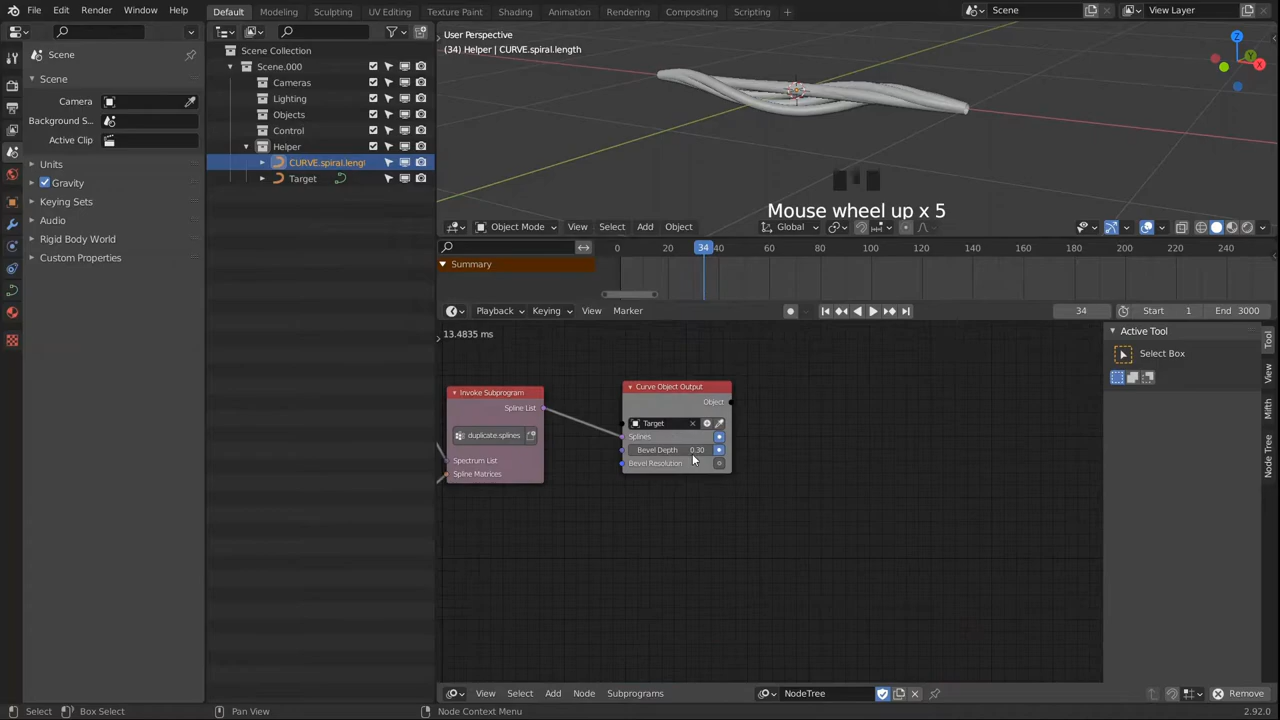 File Edit Render Window Help
Default Modeling Sculpting UV Editing Texture Paint Shading Animation Rendering Compositing Scripting +
Scene
View Layer
Scene
Scene
Camera
Background S...
Active Clip
Units
Gravity
Keying Sets
Audio
Rigid Body World
Custom Properties
Scene Collection
Scene.000
Cameras
Lighting
Objects
Control
Helper
CURVE.spiral.lengl
Target
User Perspective
(34) Helper | CURVE.spiral.length
Z
Y
X
Mouse wheel up x 5
Object Mode View Select Add Object Global
0 20 34 60 80 100 120 140 160 180 200 220 240
Summary
Playback Keying View Marker 34 Start 1 End 3000
13.4835 ms
Invoke Subprogram
Spline List
duplicate.splines
Spectrum List
Spline Matrices
Curve Object Output
Object
Target
Splines
Bevel Depth 0.30
Bevel Resolution
Active Tool
Select Box
Tool
View
Mifth
Node Tree
View Select Add Node Subprograms NodeTree Remove
Select Box Select Pan View Node Context Menu 2.92.0